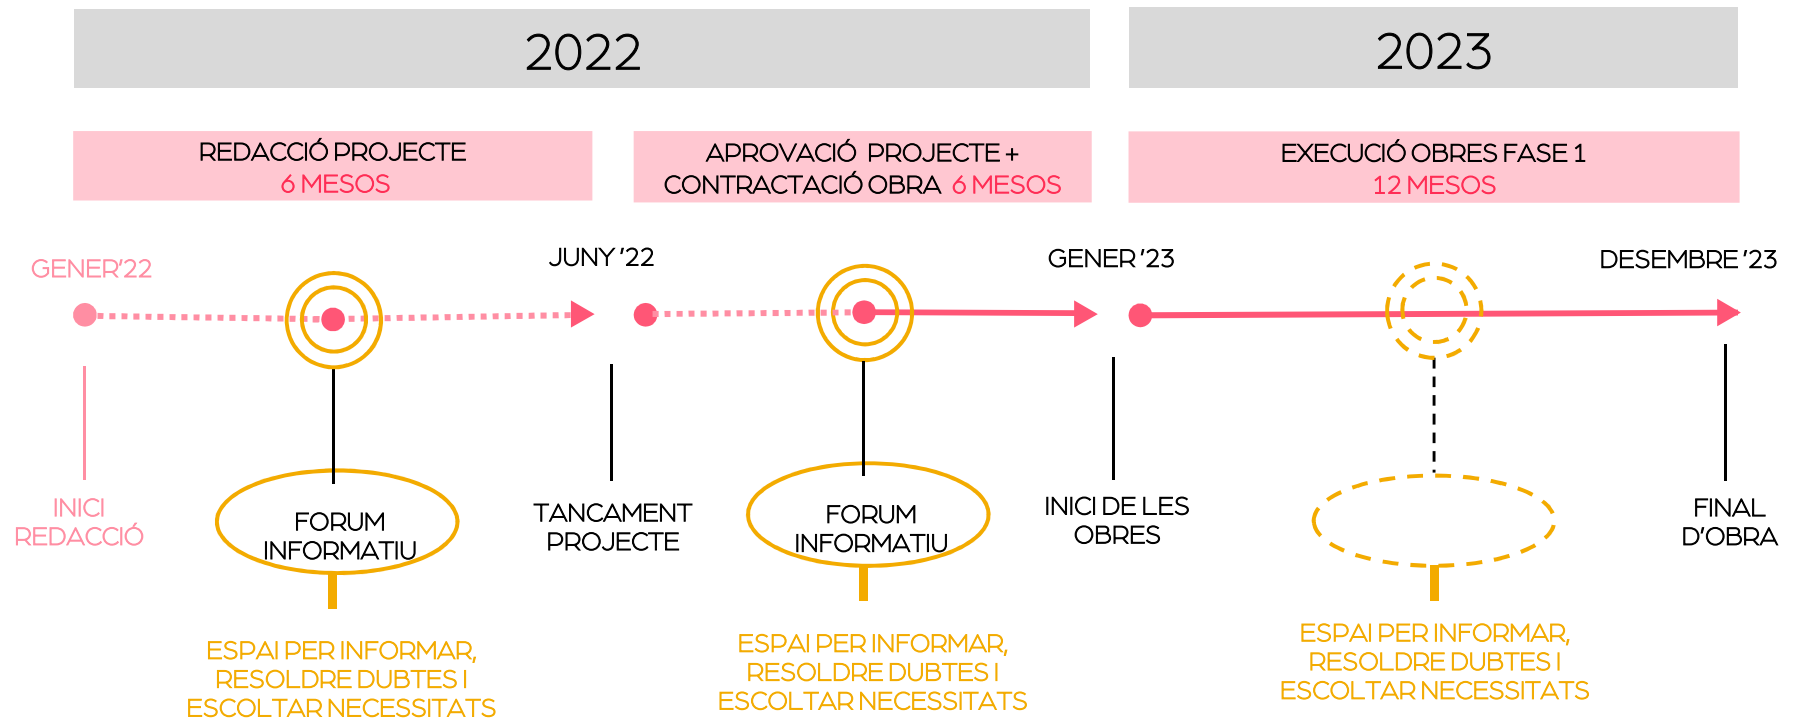 2022
2023
REDACCIÓ PROJECTE
6 MESOS
APROVACIÓ PROJECTE +
CONTRACTACIÓ OBRA 6 MESOS
EXECUCIÓ OBRES FASE 1
12 MESOS
GENER'22
JUNY '22
GENER '23
DESEMBRE '23
INICI
REDACCIÓ
FORUM
INFORMATIU
TANCAMENT
PROJECTE
FORUM
INFORMATIU
INICI DE LES
OBRES
FINAL
D'OBRA
ESPAI PER INFORMAR,
RESOLDRE DUBTES I
ESCOLTAR NECESSITATS
ESPAI PER INFORMAR,
RESOLDRE DUBTES I
ESCOLTAR NECESSITATS
ESPAI PER INFORMAR,
RESOLDRE DUBTES I
ESCOLTAR NECESSITATS